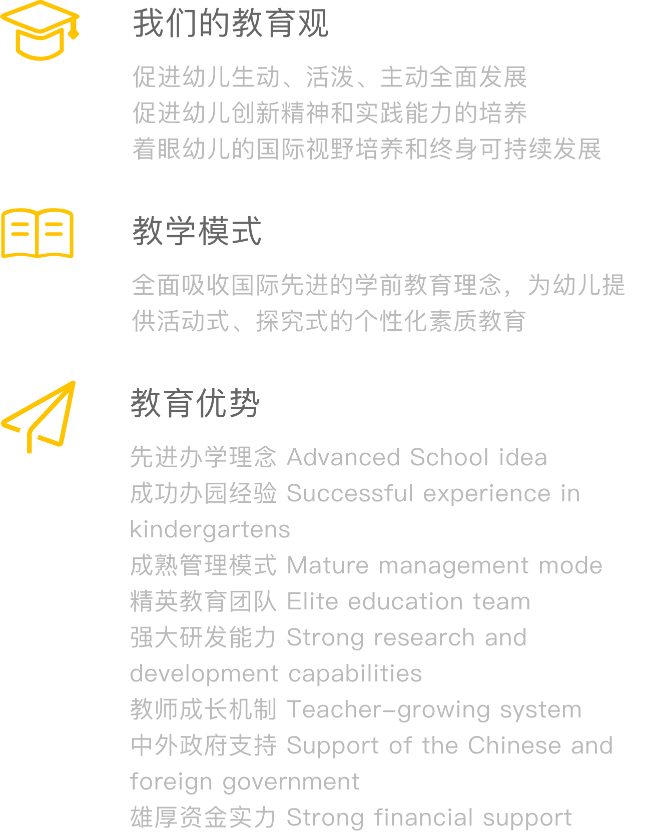 我们的教育观
促进幼儿生动、活泼、主动全面发展
促进幼儿创新精神和实践能力的培养
着眼幼儿的国际视野培养和终身可持续发展
教学模式
全面吸收国际先进的学前教育理念，为幼儿提
供活动式、探究式的个性化素质教育
教育优势
先进办学理念 Advanced School idea
成功办园经验 Successful experience in
kindergartens
成熟管理模式 Mature management mode
精英教育团队 Elite education team
强大研发能力 Strong research and
development capabilities
教师成长机制 Teacher-growing system
中外政府支持 Support of the Chinese and
foreign government
雄厚资金实力 Strong financial support